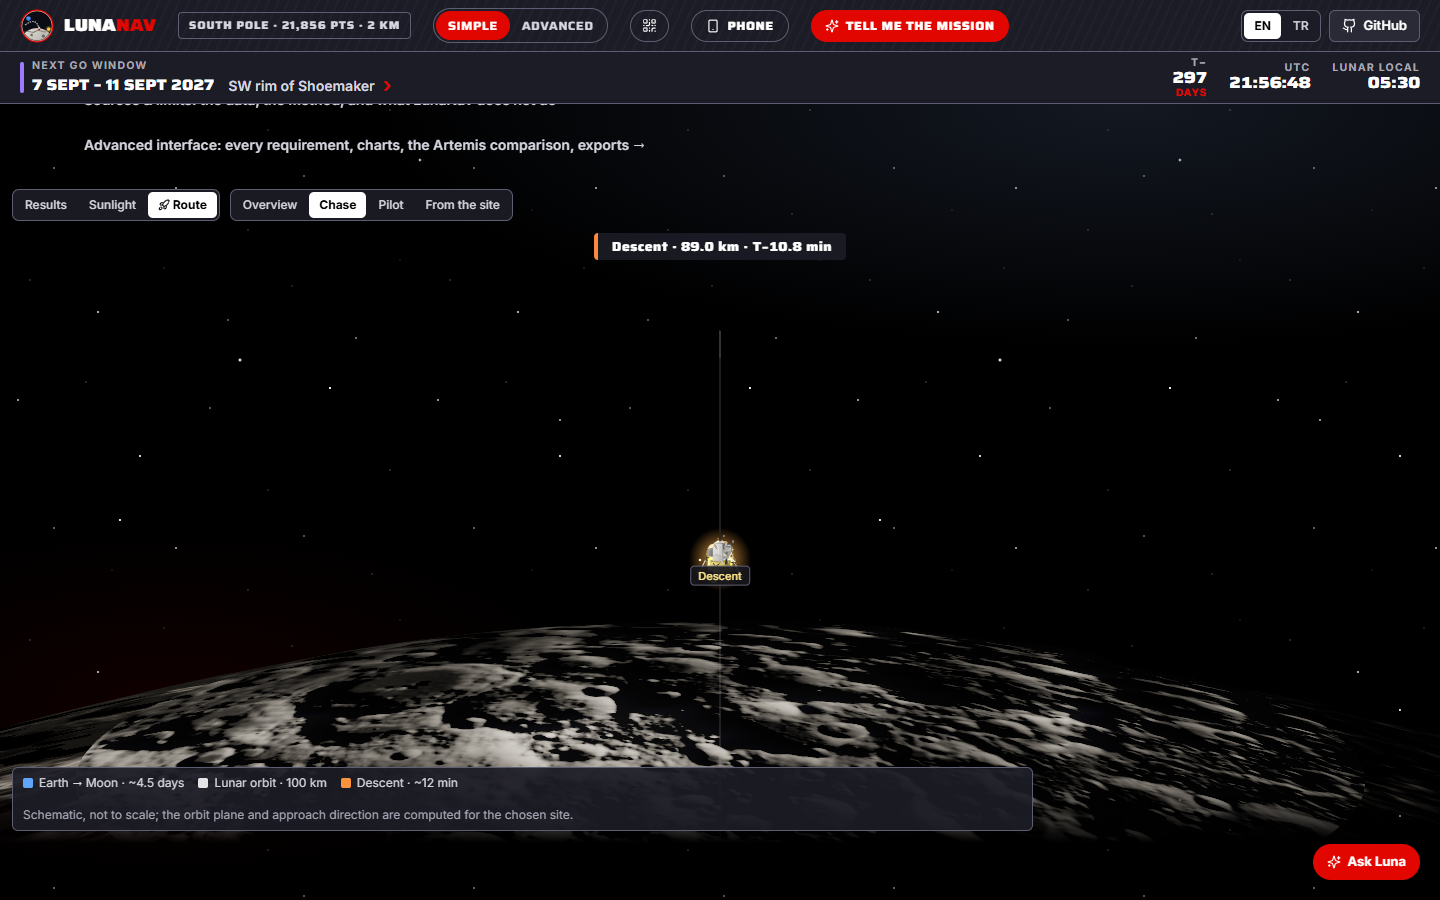 LUNANAV
SOUTH POLE · 21,856 PTS · 2 KM
SIMPLE
ADVANCED
PHONE
TELL ME THE MISSION
EN
TR
GitHub
NEXT GO WINDOW
7 SEPT – 11 SEPT 2027
SW rim of Shoemaker
T−
297
DAYS
UTC
21:56:48
LUNAR LOCAL
05:30
Advanced interface: every requirement, charts, the Artemis comparison, exports →
Results
Sunlight
Route
Overview
Chase
Pilot
From the site
Descent · 89.0 km · T−10.8 min
Descent
Earth → Moon · ~4.5 days
Lunar orbit · 100 km
Descent · ~12 min
Schematic, not to scale; the orbit plane and approach direction are computed for the chosen site.
Ask Luna